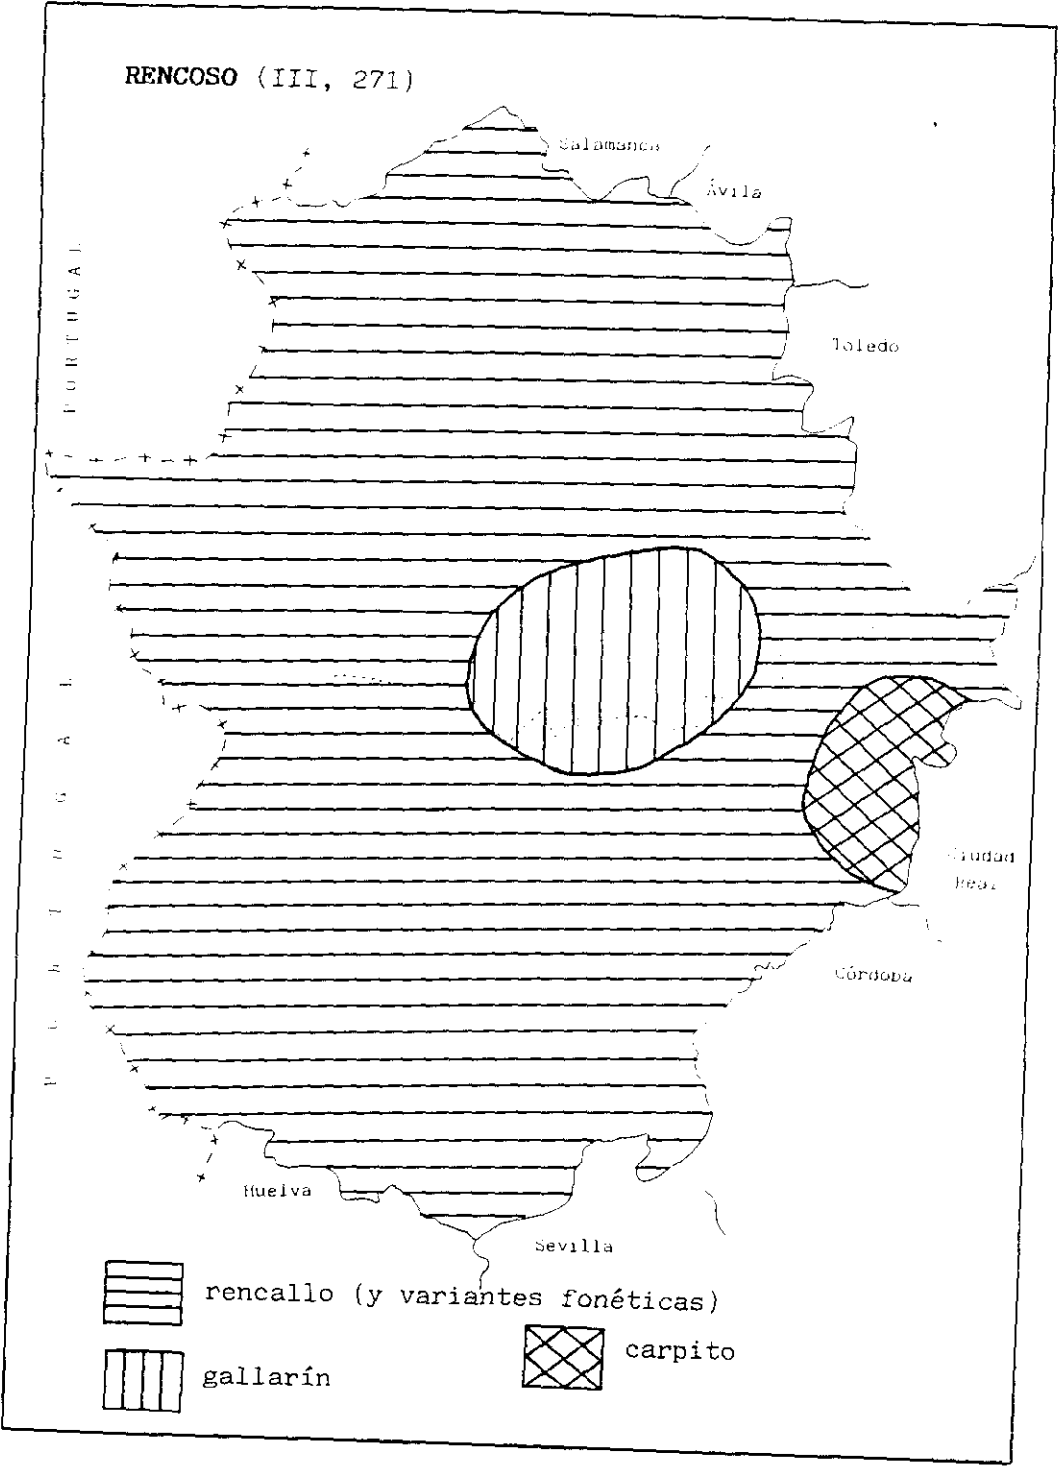 RENCOSO (III, 271)
Salamanca
Ávila
PORTUGAL
Toledo
PORTUGAL
Ciudad
Real
Córdoba
Huelva
Sevilla
rencallo (y variantes fonéticas)
carpito
gallarín